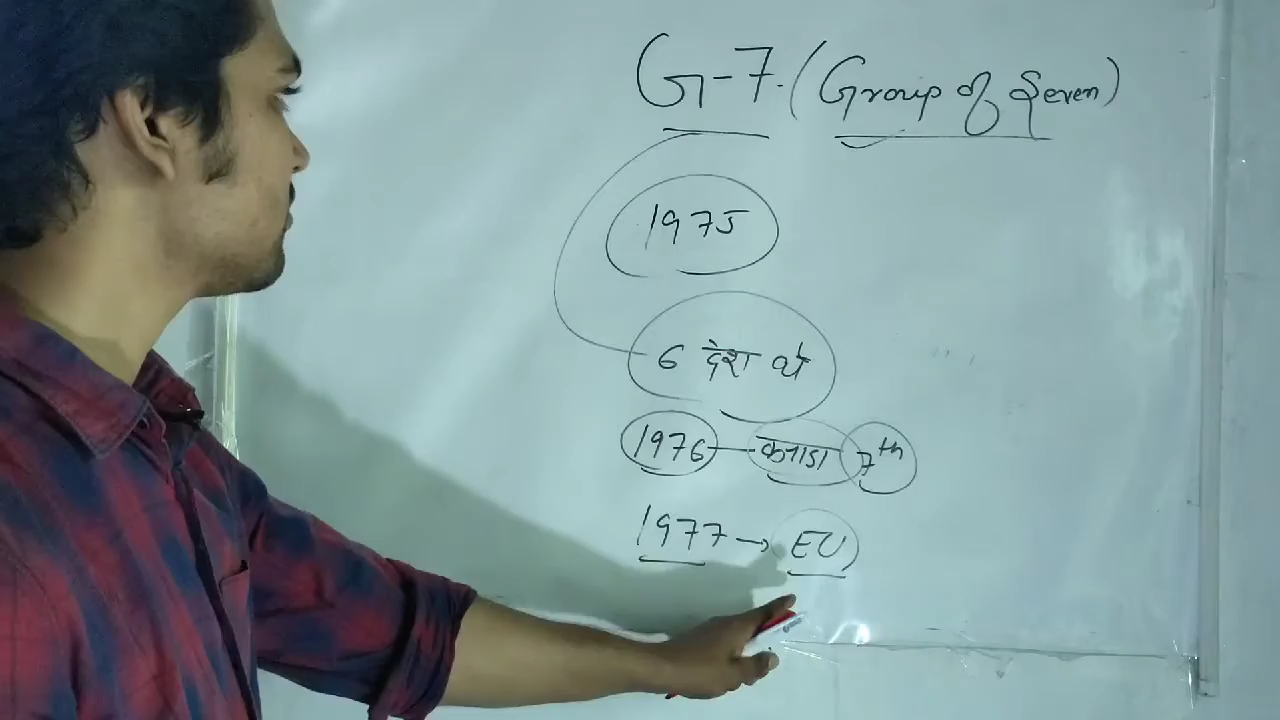 G-7. (Group of Seven)
1975
6 देश थे
1976 — कनाडा 7th
1977 → EU